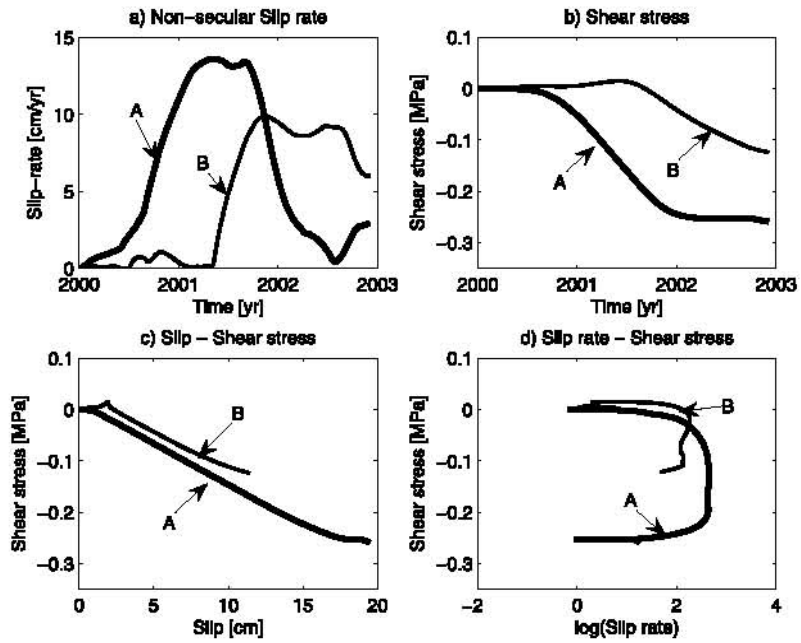 a) Non-secular Slip rate
15
10
5
0
Slip-rate [cm/yr]
A
B
2000
2001
2002
2003
Time [yr]
b) Shear stress
0.1
0
-0.1
-0.2
-0.3
Shear stress [MPa]
A
B
2000
2001
2002
2003
Time [yr]
c) Slip - Shear stress
0.1
0
-0.1
-0.2
-0.3
Shear stress [MPa]
B
A
0
5
10
15
20
Slip [cm]
d) Slip rate - Shear stress
0.1
0
-0.1
-0.2
-0.3
Shear stress [MPa]
B
A
-2
0
2
4
log(Slip rate)